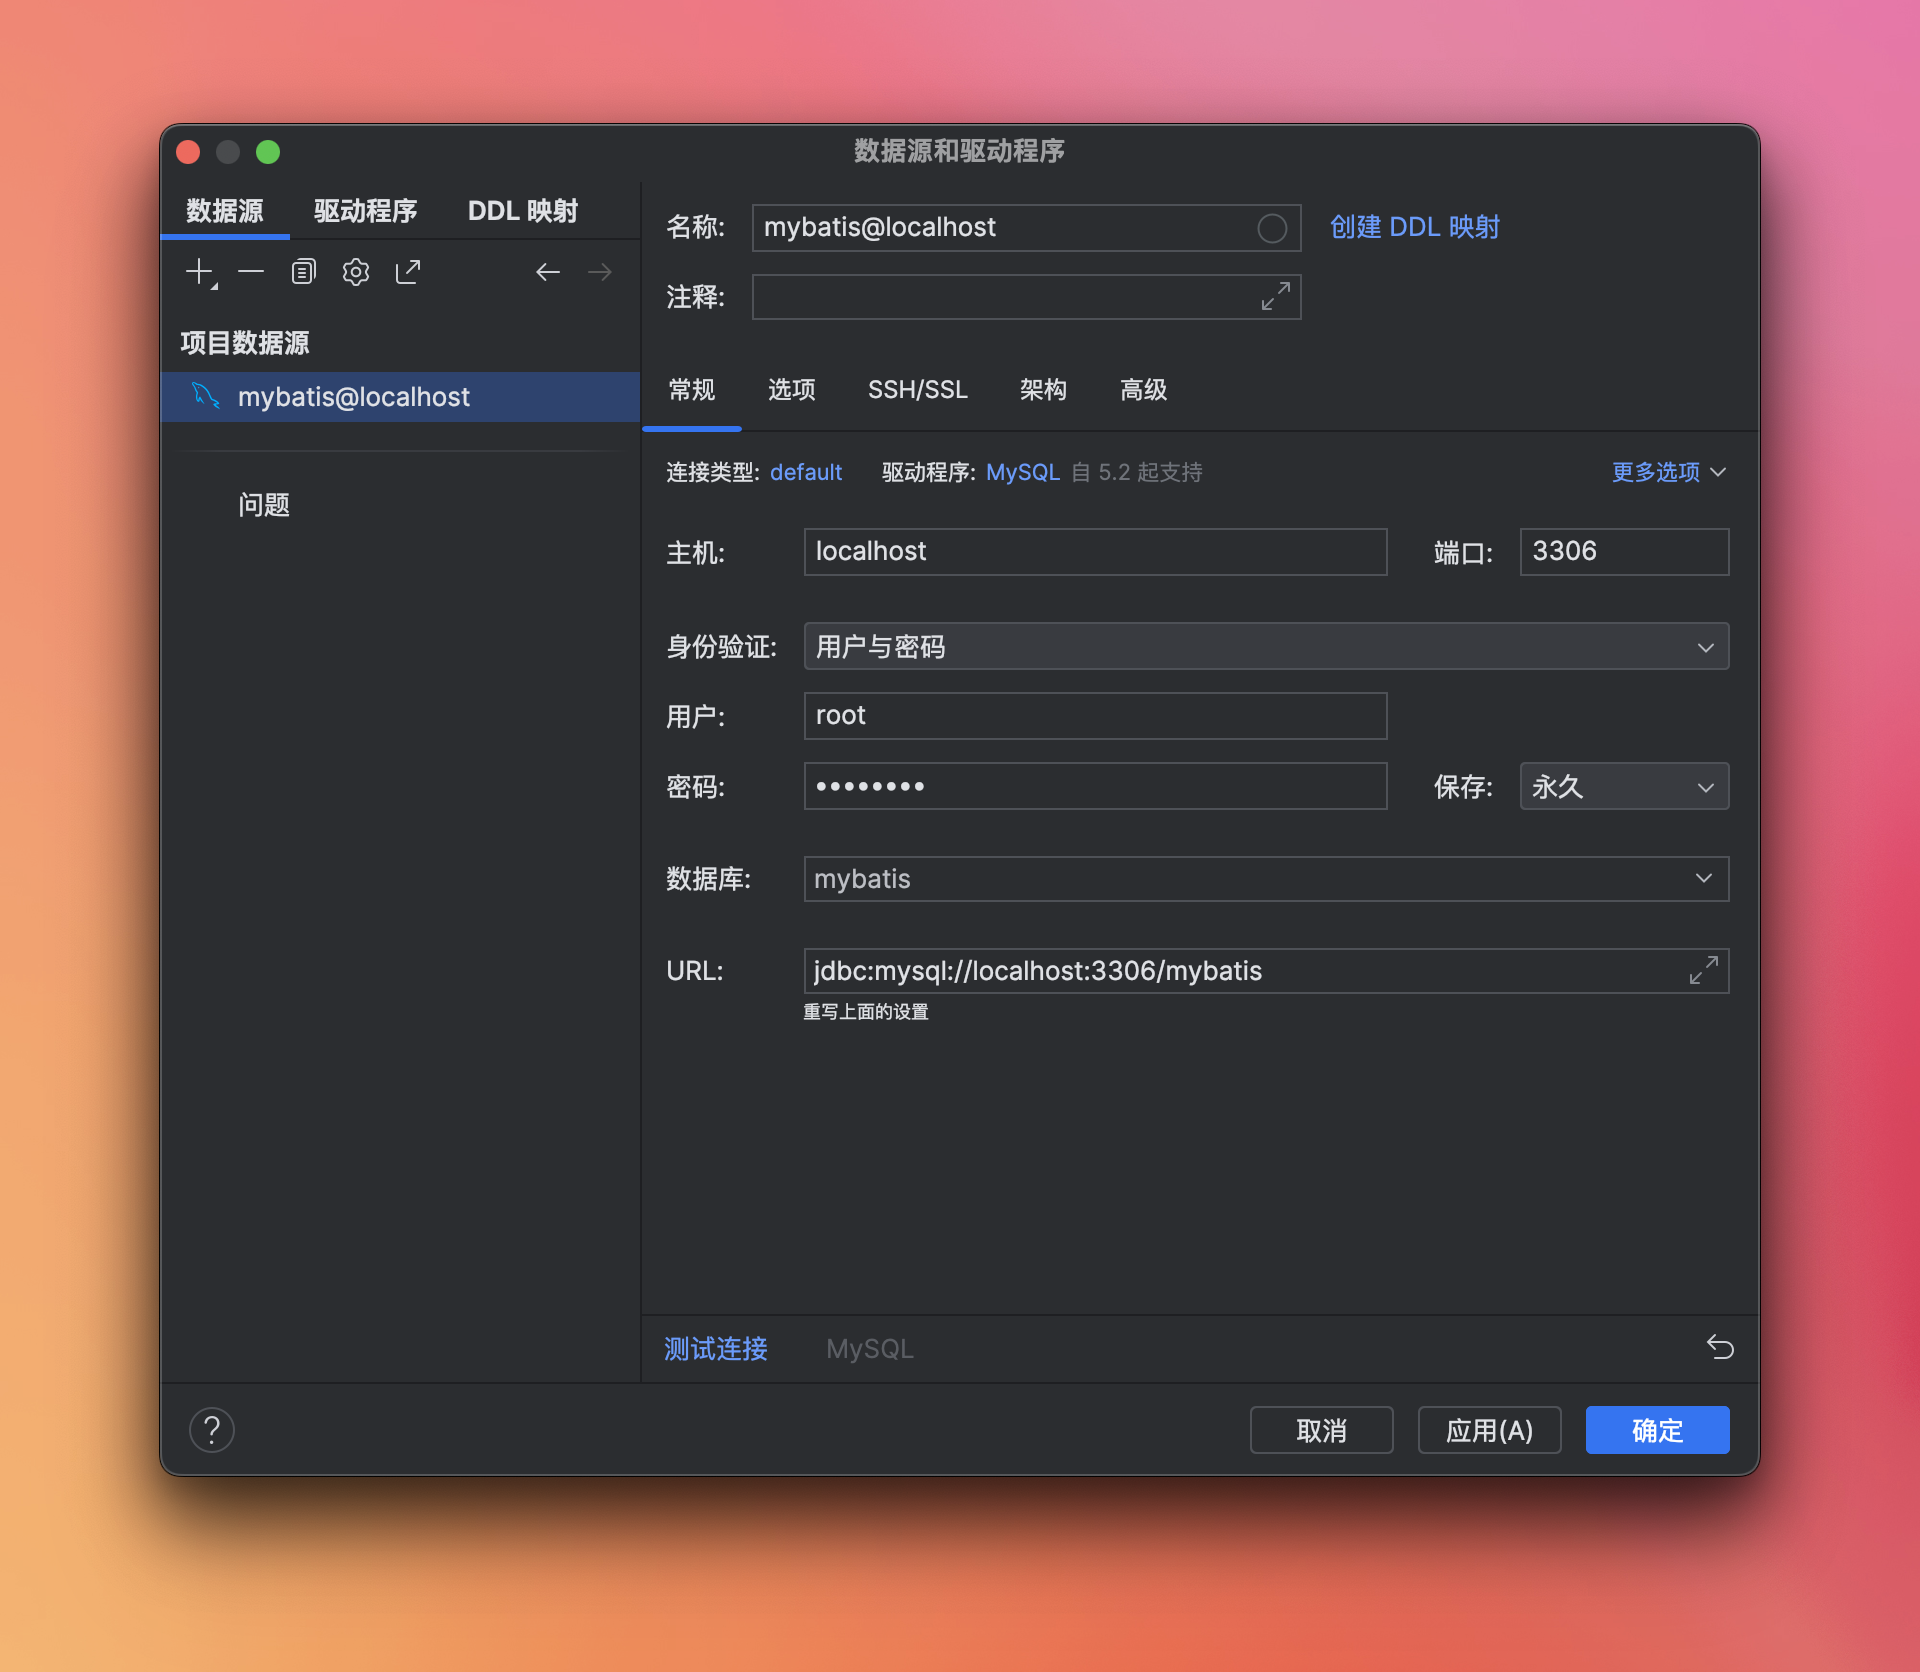 数据源和驱动程序
数据源 驱动程序 DDL 映射
项目数据源
mybatis@localhost
问题
名称: mybatis@localhost 创建 DDL 映射
注释:
常规 选项 SSH/SSL 架构 高级
连接类型: default 驱动程序: MySQL 自 5.2 起支持 更多选项
主机: localhost 端口: 3306
身份验证: 用户与密码
用户: root
密码: ••••••••  保存: 永久
数据库: mybatis
URL: jdbc:mysql://localhost:3306/mybatis
重写上面的设置
测试连接 MySQL
? 取消 应用(A) 确定